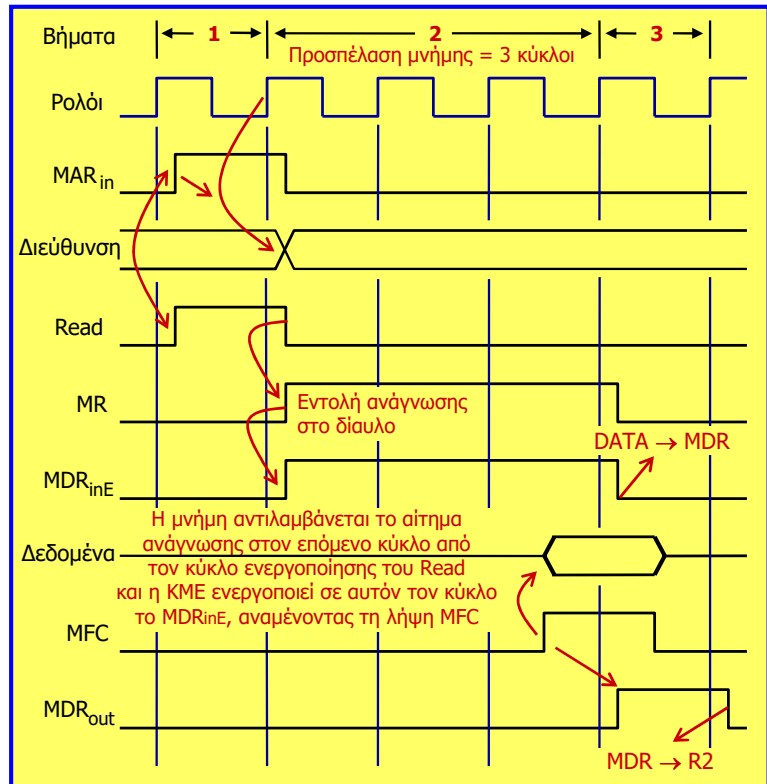 Βήματα
1
2
3
Προσπέλαση μνήμης = 3 κύκλοι
Ρολόι
MAR in
Διεύθυνση
Read
MR
Εντολή ανάγνωσης
στο δίαυλο
DATA → MDR
MDRinE
Η μνήμη αντιλαμβάνεται το αίτημα
ανάγνωσης στον επόμενο κύκλο από
τον κύκλο ενεργοποίησης του Read
και η ΚΜΕ ενεργοποιεί σε αυτόν τον κύκλο
το MDRinE, αναμένοντας τη λήψη MFC
Δεδομένα
MFC
MDRout
MDR → R2